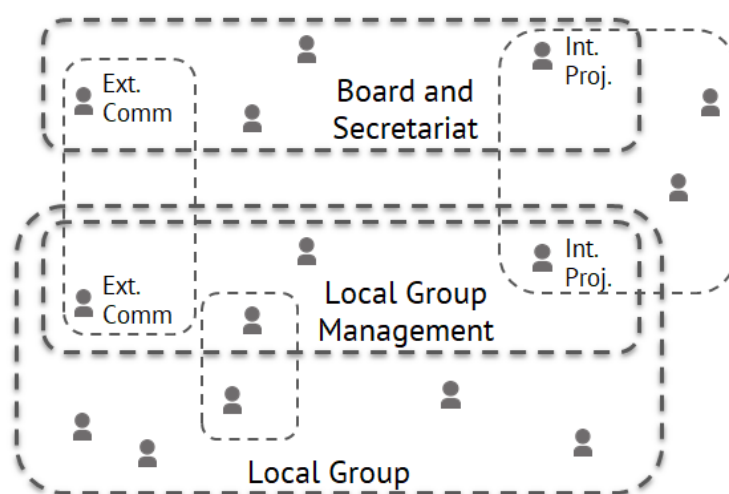 Ext.
Comm
Int.
Proj.
Board and
Secretariat
Ext.
Comm
Int.
Proj.
Local Group
Management
Local Group